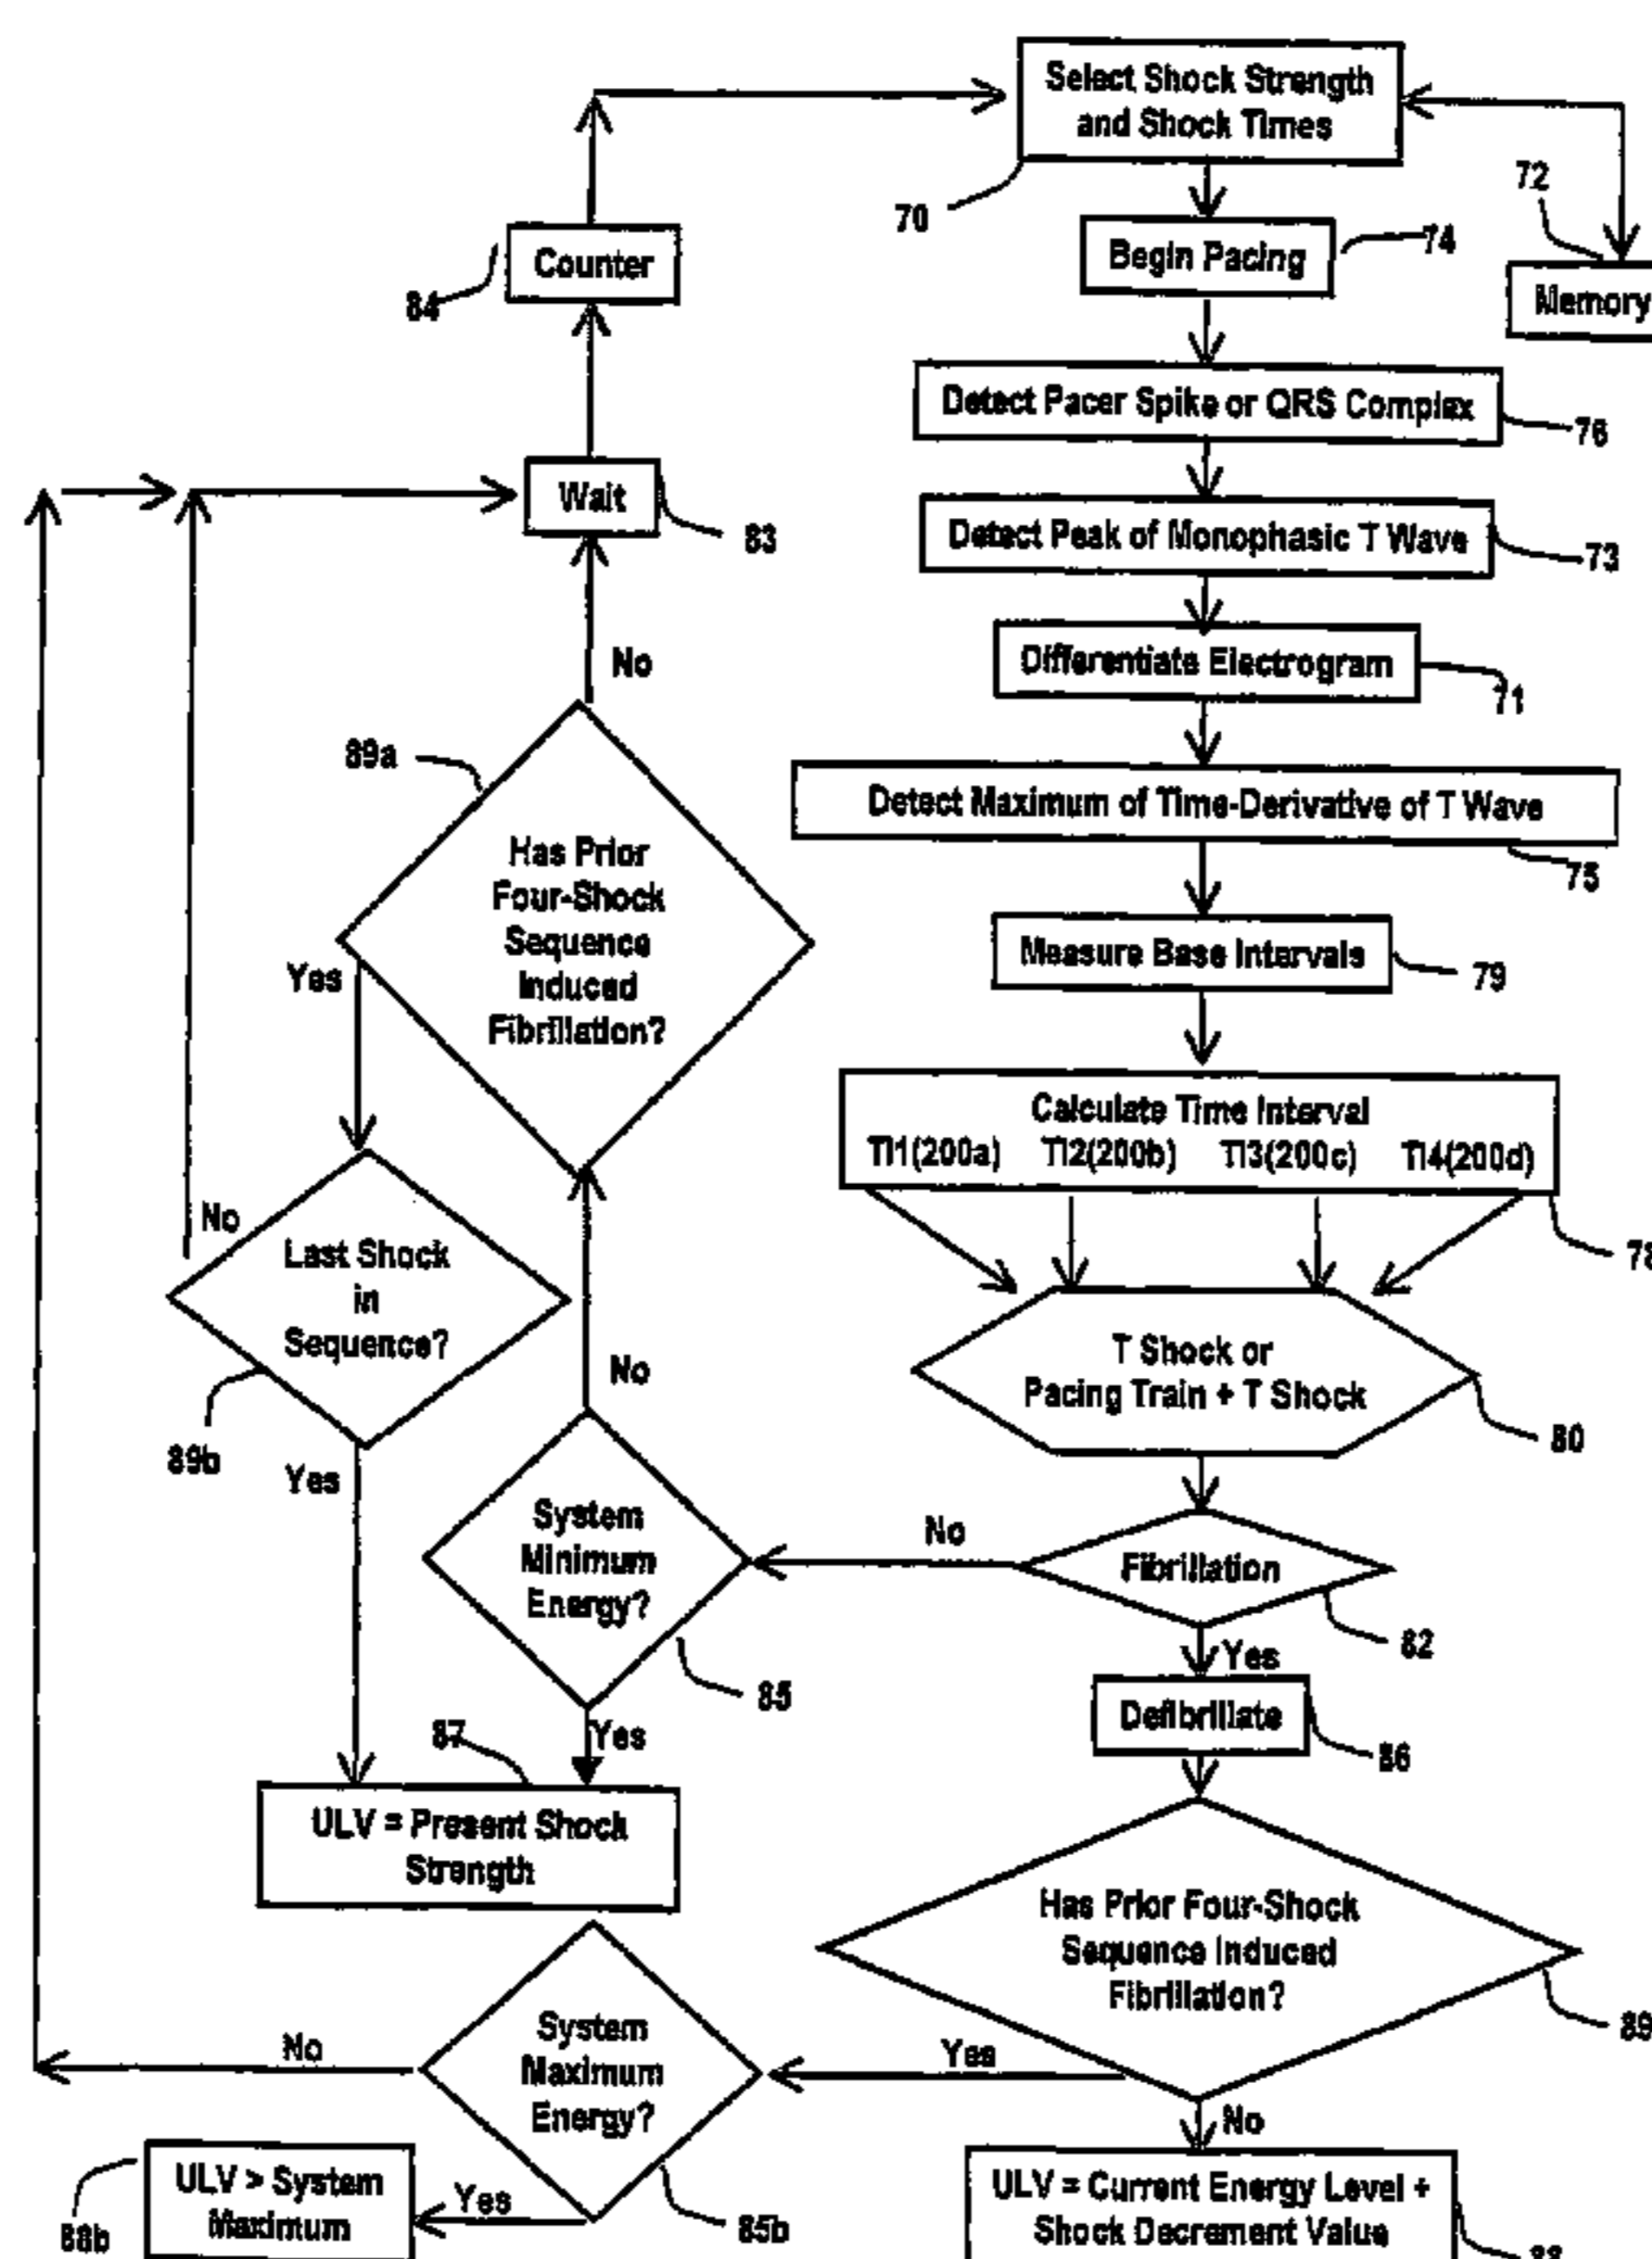 Select Shock Strength
and Shock Times
70
72
Memory
Begin Pacing
74
Counter
84
Detect Pacer Spike or QRS Complex
76
Wait
83
Detect Peak of Monophasic T Wave
73
Differentiate Electrogram
71
No
89a
Detect Maximum of Time-Derivative of T Wave
75
Has Prior
Four-Shock
Sequence
Induced
Fibrillation?
Yes
Measure Base Intervals
79
Calculate Time Interval
TI1(200a) TI2(200b) TI3(200c) TI4(200d)
78
No
Last Shock
in
Sequence?
89b
Yes
No
T Shock or
Pacing Train + T Shock
80
System
Minimum
Energy?
85
No
Fibrillation
82
Yes
Defibrillate
86
87
Yes
ULV = Present Shock
Strength
Has Prior Four-Shock
Sequence Induced
Fibrillation?
89
No
System
Maximum
Energy?
85b
Yes
No
ULV > System
Maximum
88b
Yes
ULV = Current Energy Level +
Shock Decrement Value
88